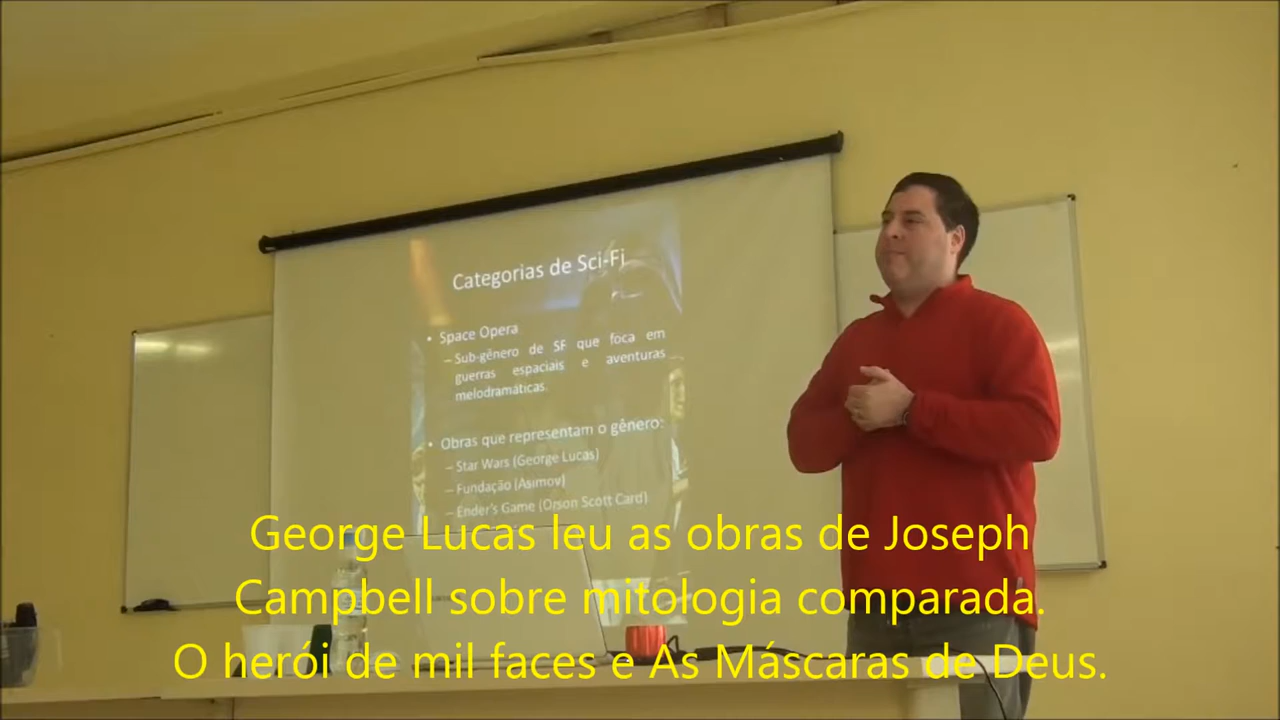 Categorias de Sci-Fi
• Space Opera
– Sub-gênero de SF que foca em
guerras espaciais e aventuras
melodramáticas.
• Obras que representam o gênero:
– Star Wars (George Lucas)
– Fundação (Asimov)
– Ender's Game (Orson Scott Card)
George Lucas leu as obras de Joseph
Campbell sobre mitologia comparada.
O herói de mil faces e As Máscaras de Deus.